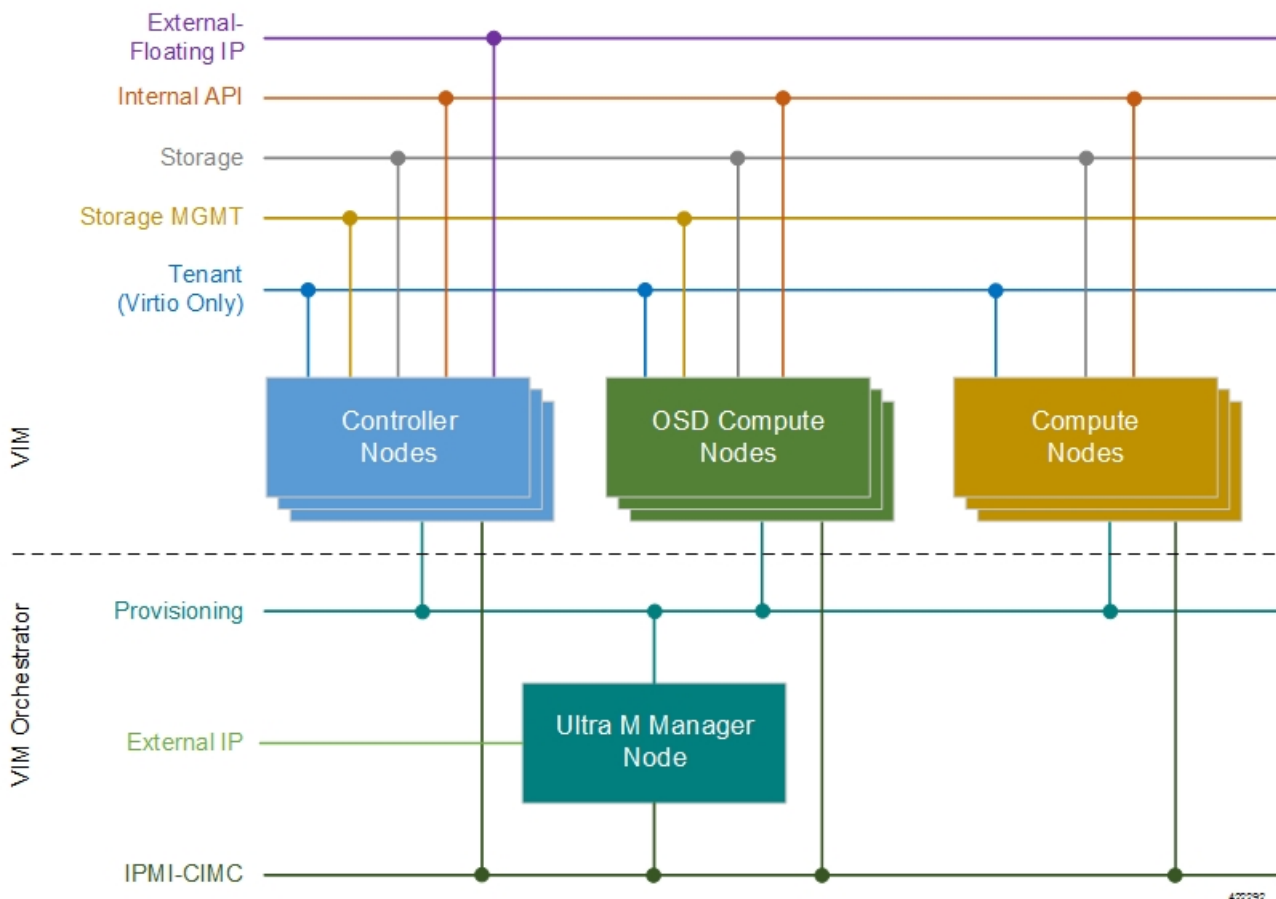 External-
Floating IP
Internal API
Storage
Storage MGMT
Tenant
(Virtio Only)
VIM
Controller
Nodes
OSD Compute
Nodes
Compute
Nodes
VIM Orchestrator
Provisioning
Ultra M Manager
Node
External IP
IPMI-CIMC